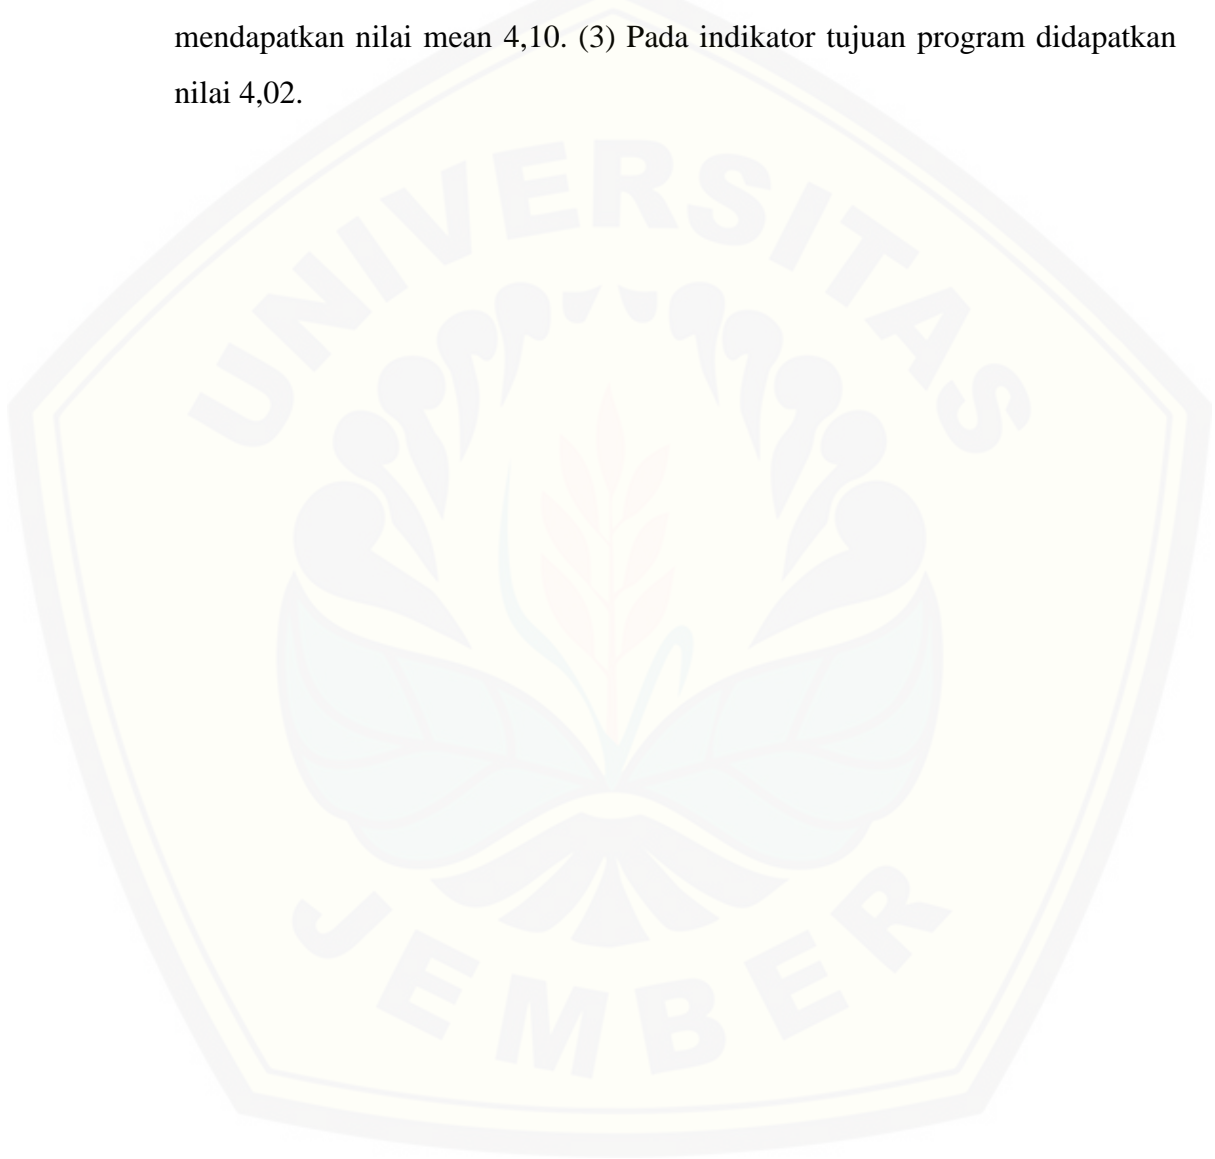 mendapatkan nilai mean 4,10. (3) Pada indikator tujuan program didapatkan
nilai 4,02.
UNIVERSITAS
JEMBER